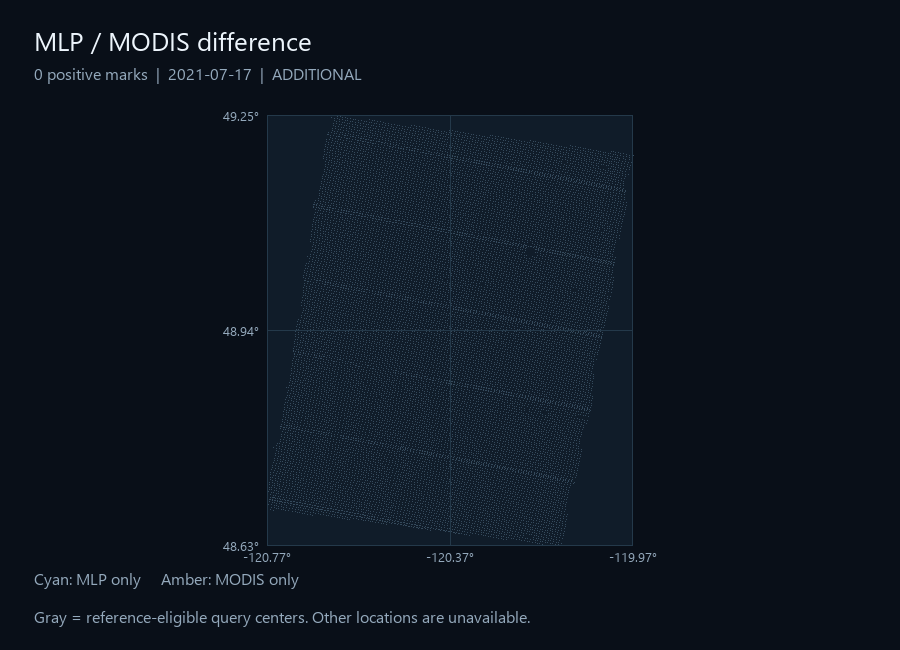 MLP / MODIS difference
0 positive marks | 2021-07-17 | ADDITIONAL
49.25°
48.94°
48.63°
-120.77° -120.37° -119.97°
Cyan: MLP only Amber: MODIS only
Gray = reference-eligible query centers. Other locations are unavailable.